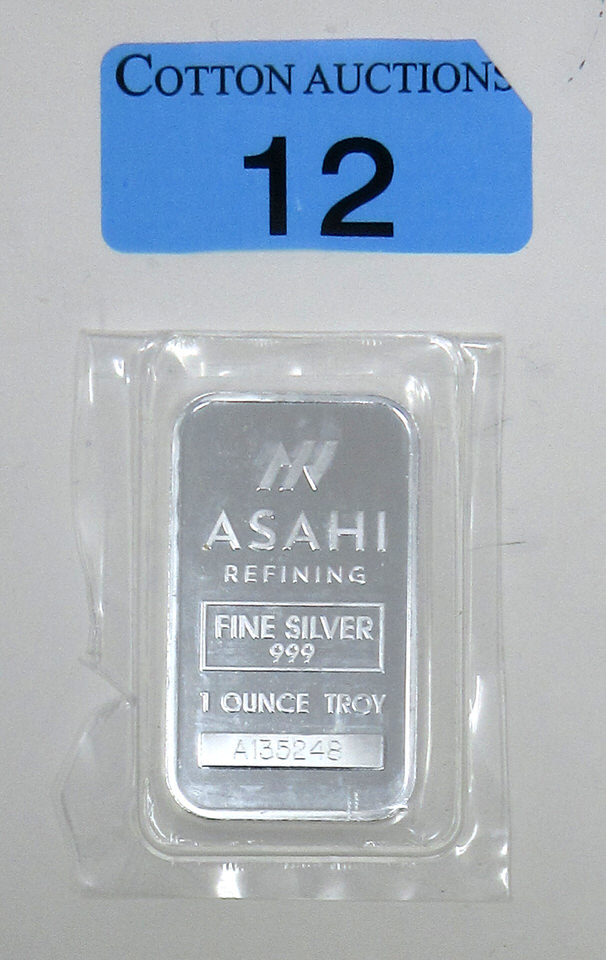 COTTON AUCTIONS
12
ASAHI
REFINING
FINE SILVER
999
1 OUNCE TROY
A135248